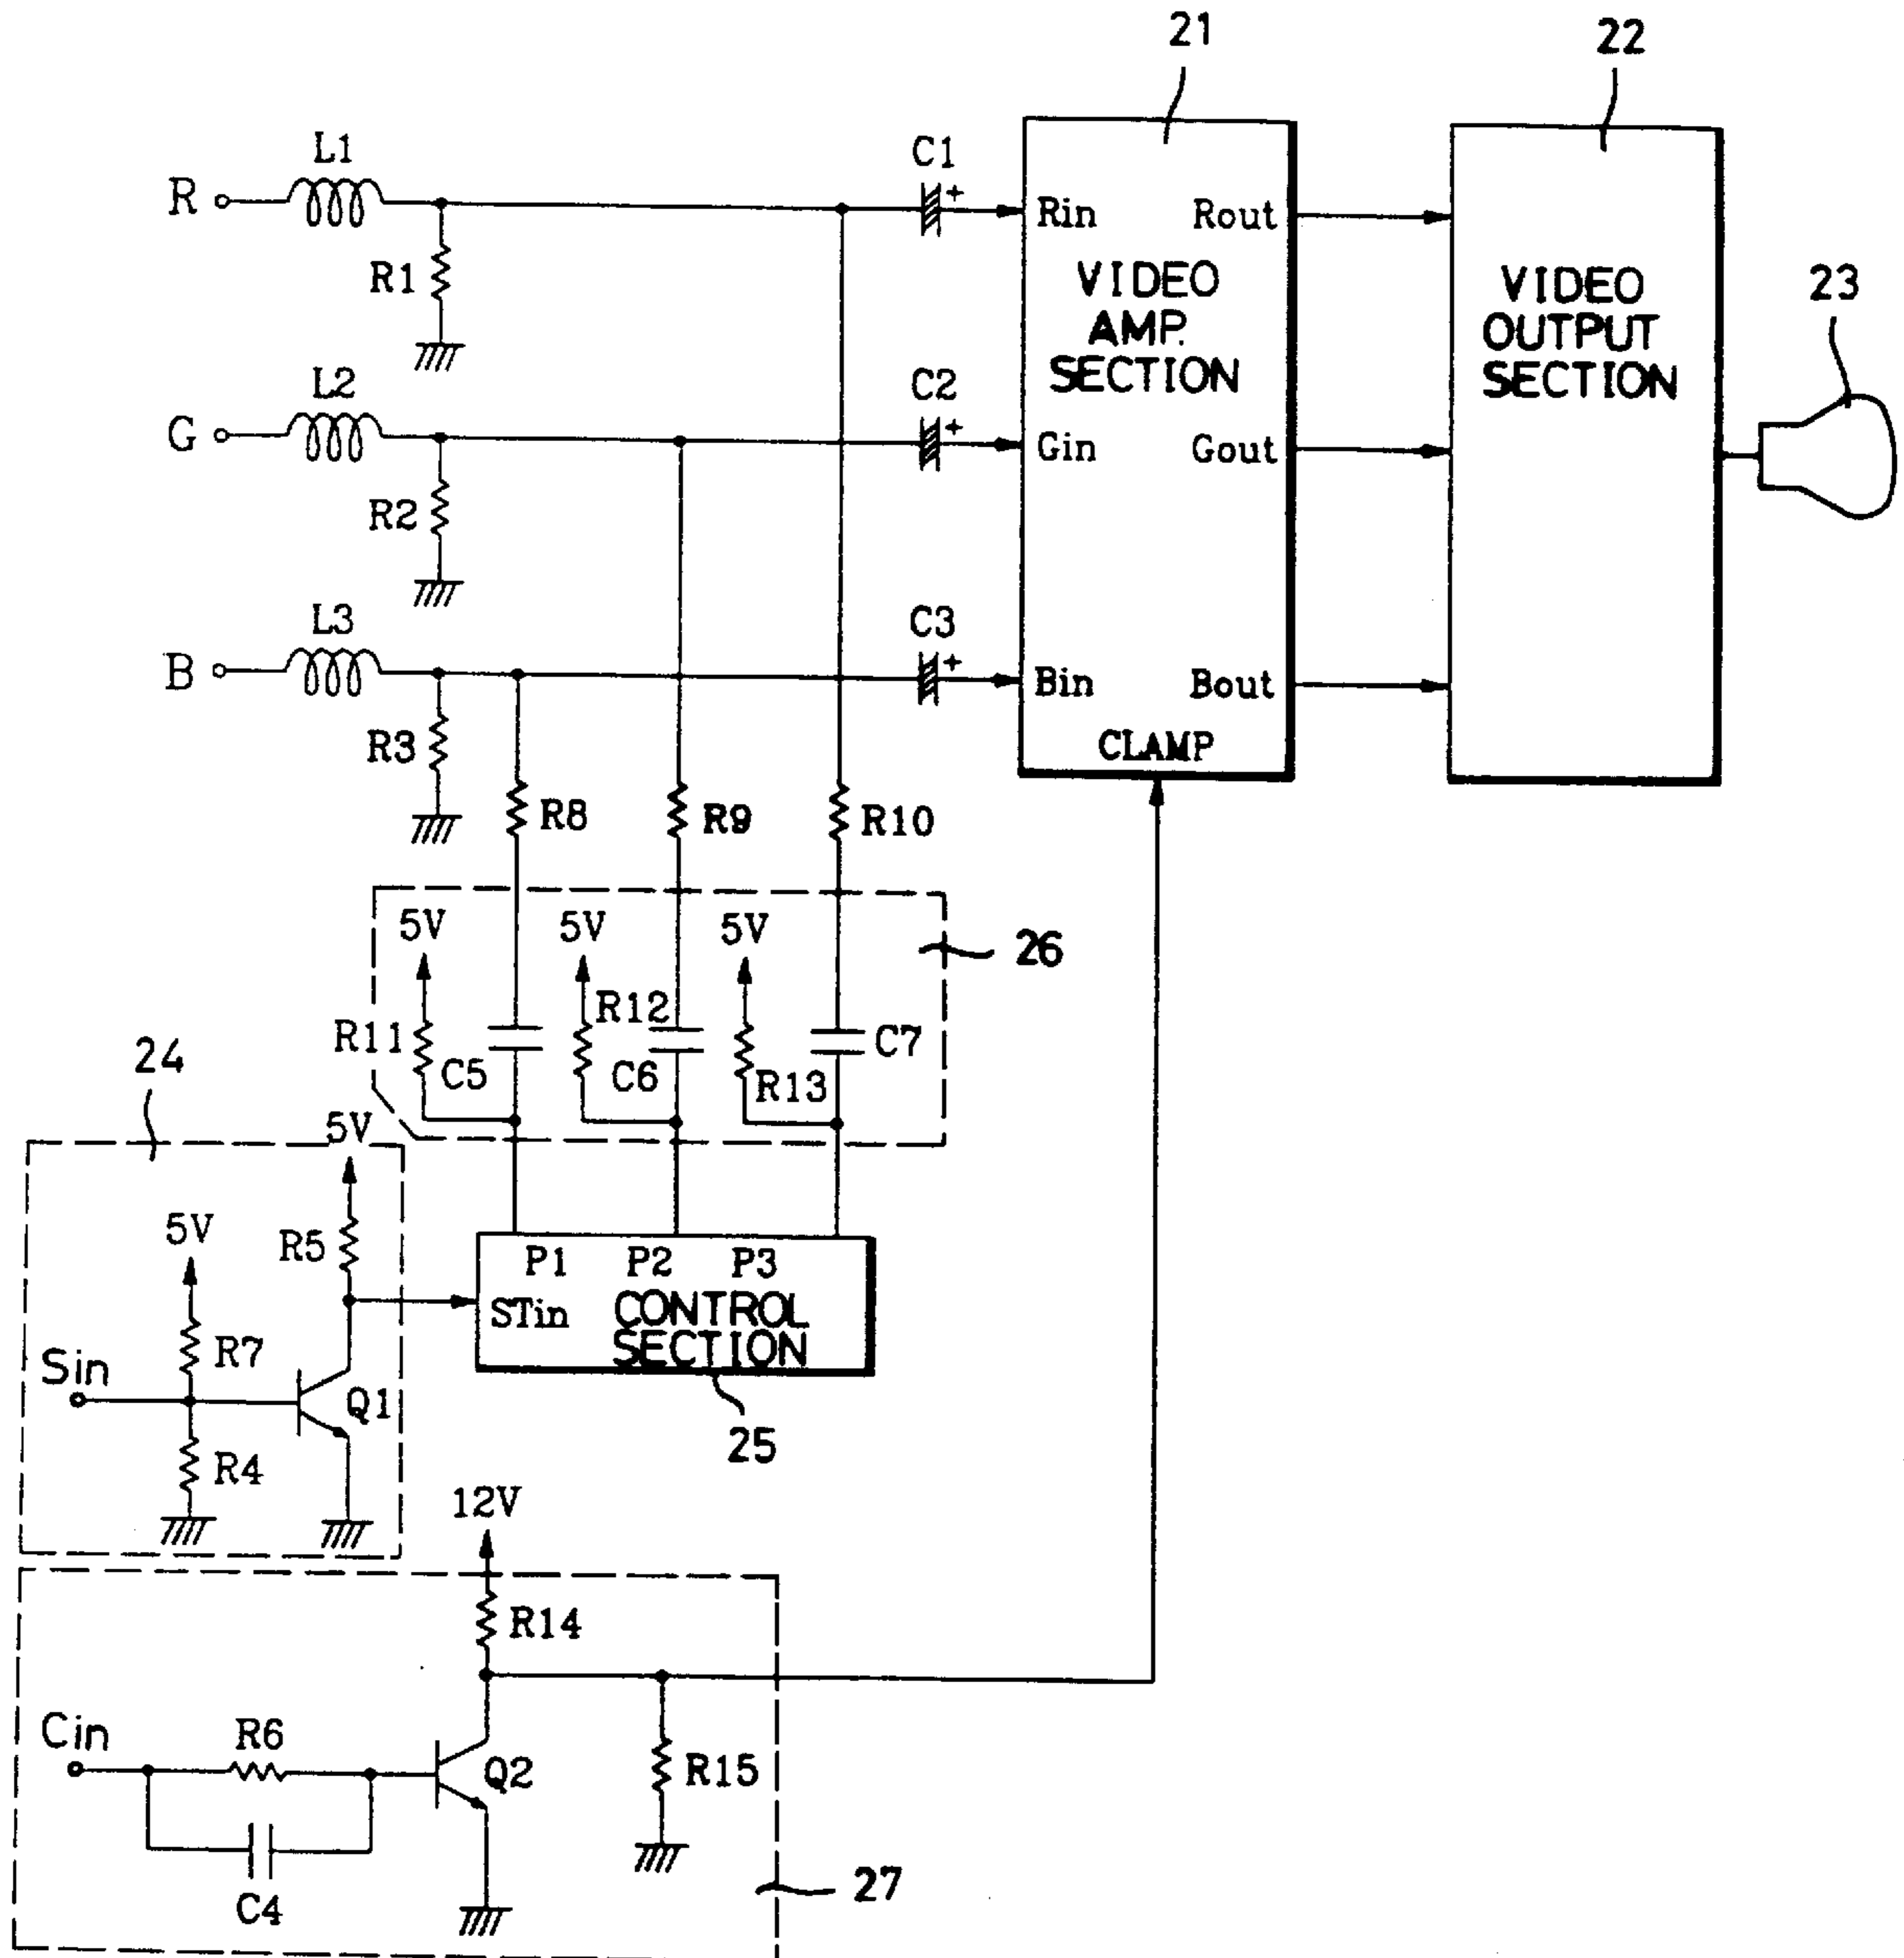 21
22
R
L1
C1
+
Rin
Rout
R1
VIDEO
AMP.
SECTION
VIDEO
OUTPUT
SECTION
23
G
L2
C2
+
Gin
Gout
R2
B
L3
C3
+
Bin
Bout
R3
CLAMP
R8
R9
R10
5V
5V
5V
26
R11
C5
R12
C6
R13
C7
24
5V
5V
R5
P1
P2
P3
STin
CONTROL
SECTION
R7
Sin
Q1
25
R4
12V
R14
Cin
R6
Q2
R15
C4
27